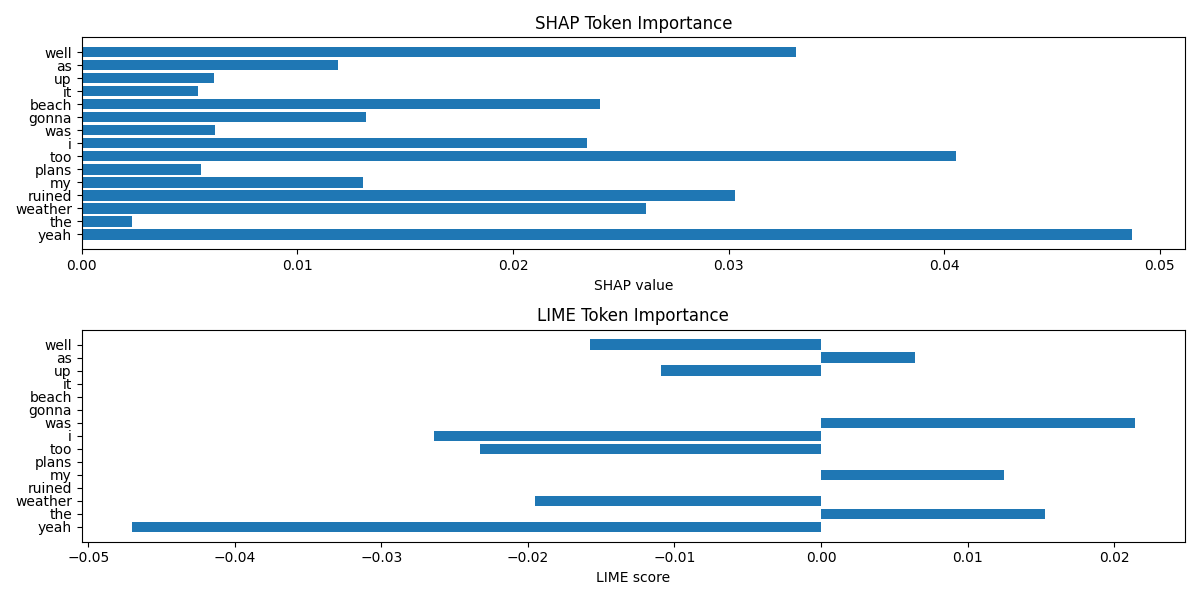 SHAP Token Importance
well
as
up
it
beach
gonna
was
i
too
plans
my
ruined
weather
the
yeah
0.00 0.01 0.02 0.03 0.04 0.05
SHAP value
LIME Token Importance
well
as
up
it
beach
gonna
was
i
too
plans
my
ruined
weather
the
yeah
−0.05 −0.04 −0.03 −0.02 −0.01 0.00 0.01 0.02
LIME score